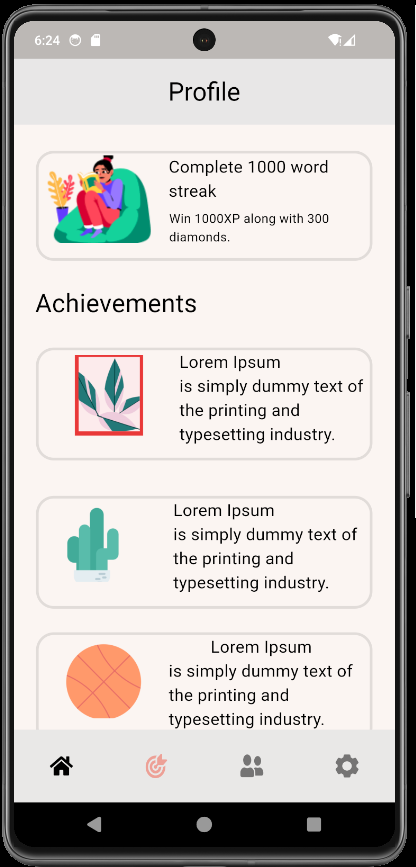 6:24
Profile
Complete 1000 word
streak
Win 1000XP along with 300
diamonds.
Achievements
Lorem Ipsum
is simply dummy text of
the printing and
typesetting industry.
Lorem Ipsum
is simply dummy text of
the printing and
typesetting industry.
Lorem Ipsum
is simply dummy text of
the printing and
typesetting industry.